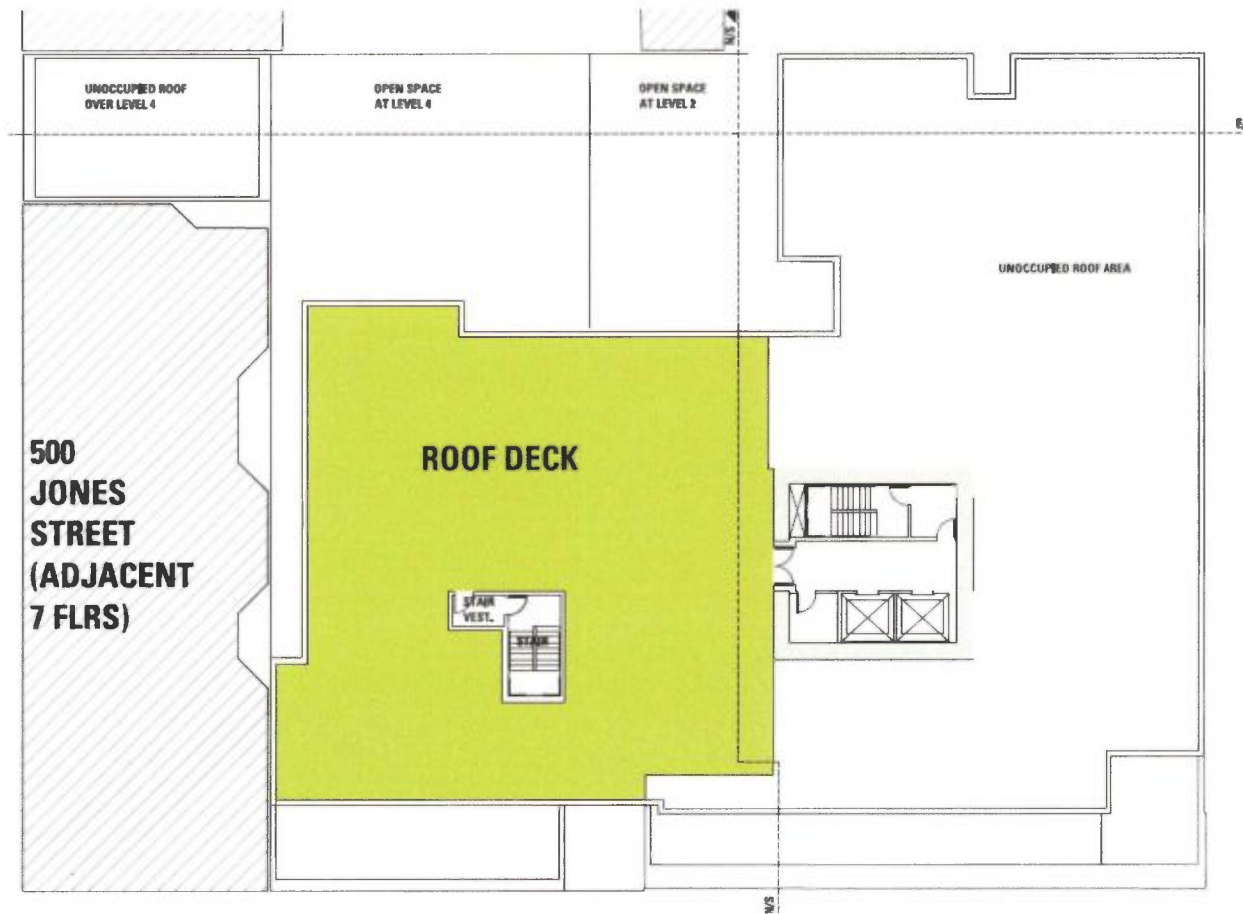 N/S
UNOCCUPIED ROOF
OVER LEVEL 4
OPEN SPACE
AT LEVEL 4
OPEN SPACE
AT LEVEL 2
UNOCCUPIED ROOF AREA
500
JONES
STREET
(ADJACENT
7 FLRS)
ROOF DECK
STAIR
VEST.
STAIR
N/S